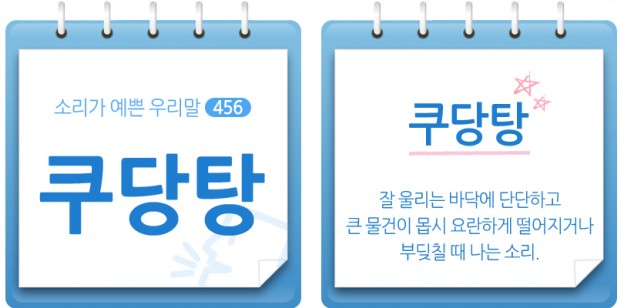 소리가 예쁜 우리말 456
쿠당탕
쿠당탕
잘 울리는 바닥에 단단하고
큰 물건이 몹시 요란하게 떨어지거나
부딪칠 때 나는 소리.